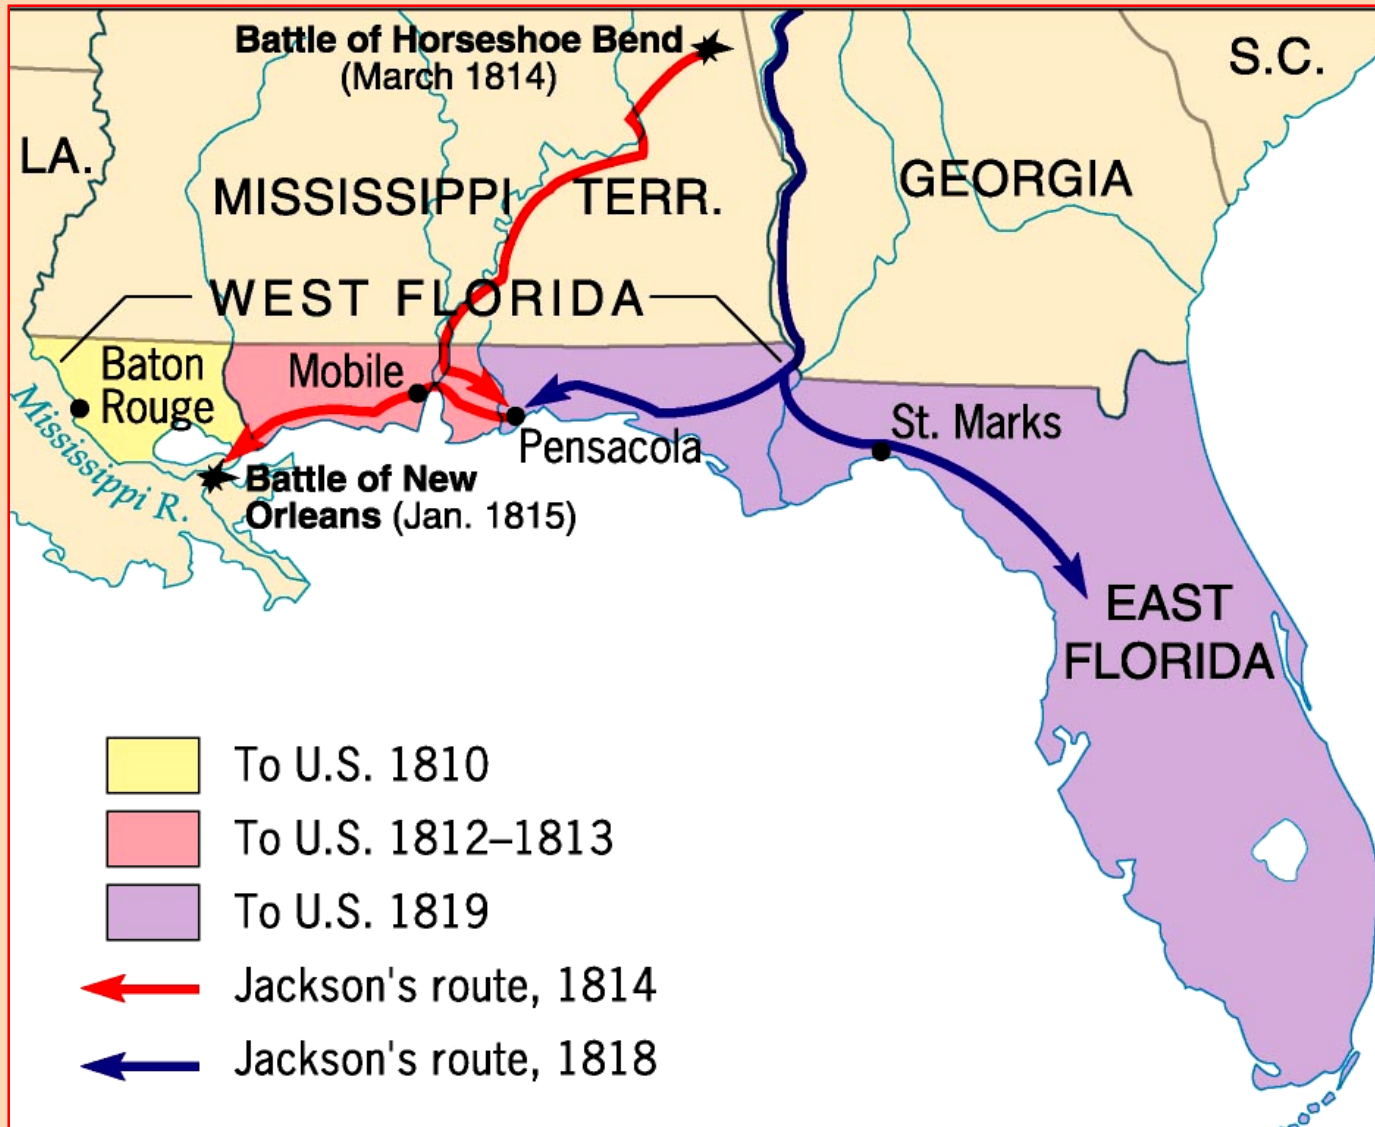 Battle of Horseshoe Bend
(March 1814)
S.C.
LA.
MISSISSIPPI TERR.
GEORGIA
WEST FLORIDA
Baton
Rouge
Mobile
Mississippi R.
Pensacola
St. Marks
Battle of New
Orleans (Jan. 1815)
EAST
FLORIDA
To U.S. 1810
To U.S. 1812–1813
To U.S. 1819
Jackson's route, 1814
Jackson's route, 1818